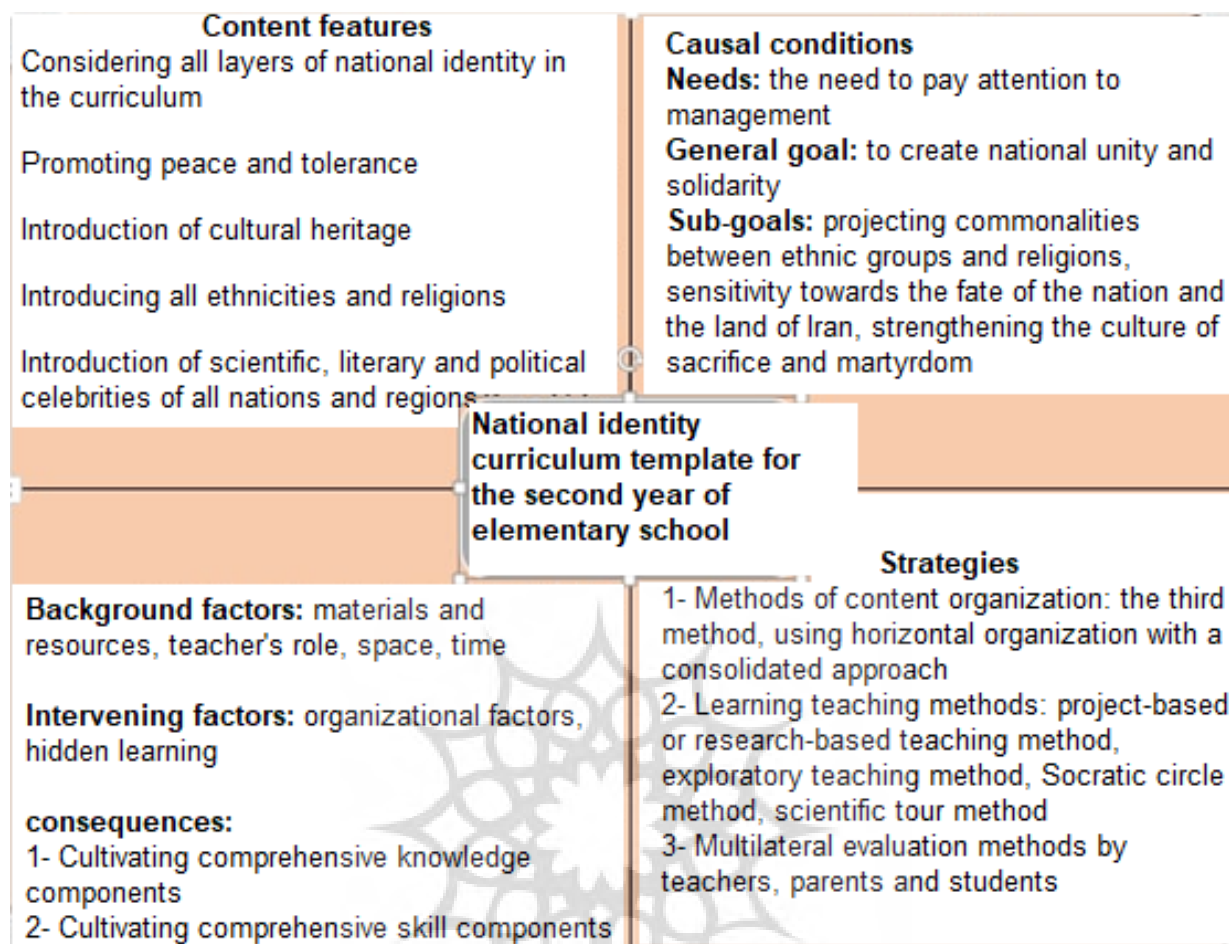 Content features
Considering all layers of national identity in
the curriculum
Promoting peace and tolerance
Introduction of cultural heritage
Introducing all ethnicities and religions
Introduction of scientific, literary and political
celebrities of all nations and regions
Causal conditions
Needs: the need to pay attention to
management
General goal: to create national unity and
solidarity
Sub-goals: projecting commonalities
between ethnic groups and religions,
sensitivity towards the fate of the nation and
the land of Iran, strengthening the culture of
sacrifice and martyrdom
National identity
curriculum template for
the second year of
elementary school
Background factors: materials and
resources, teacher's role, space, time
Intervening factors: organizational factors,
hidden learning
consequences:
1- Cultivating comprehensive knowledge
components
2- Cultivating comprehensive skill components
Strategies
1- Methods of content organization: the third
method, using horizontal organization with a
consolidated approach
2- Learning teaching methods: project-based
or research-based teaching method,
exploratory teaching method, Socratic circle
method, scientific tour method
3- Multilateral evaluation methods by
teachers, parents and students